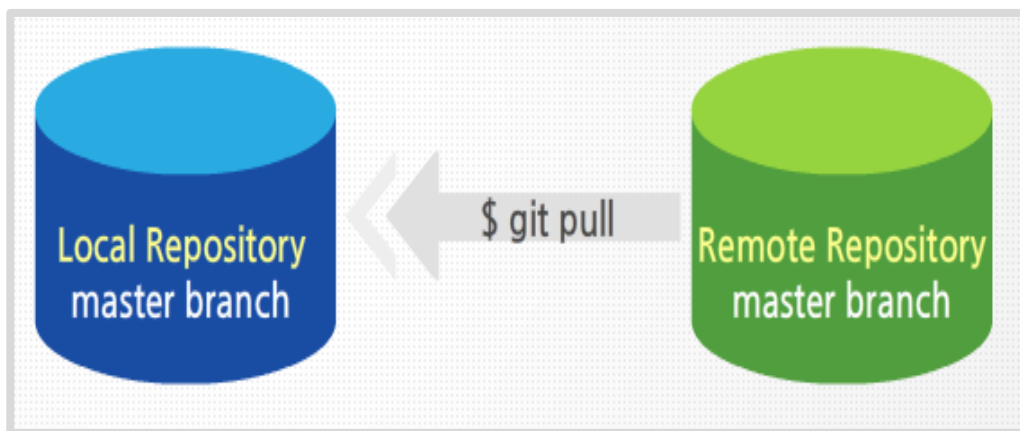 Local Repository
master branch
$ git pull
Remote Repository
master branch